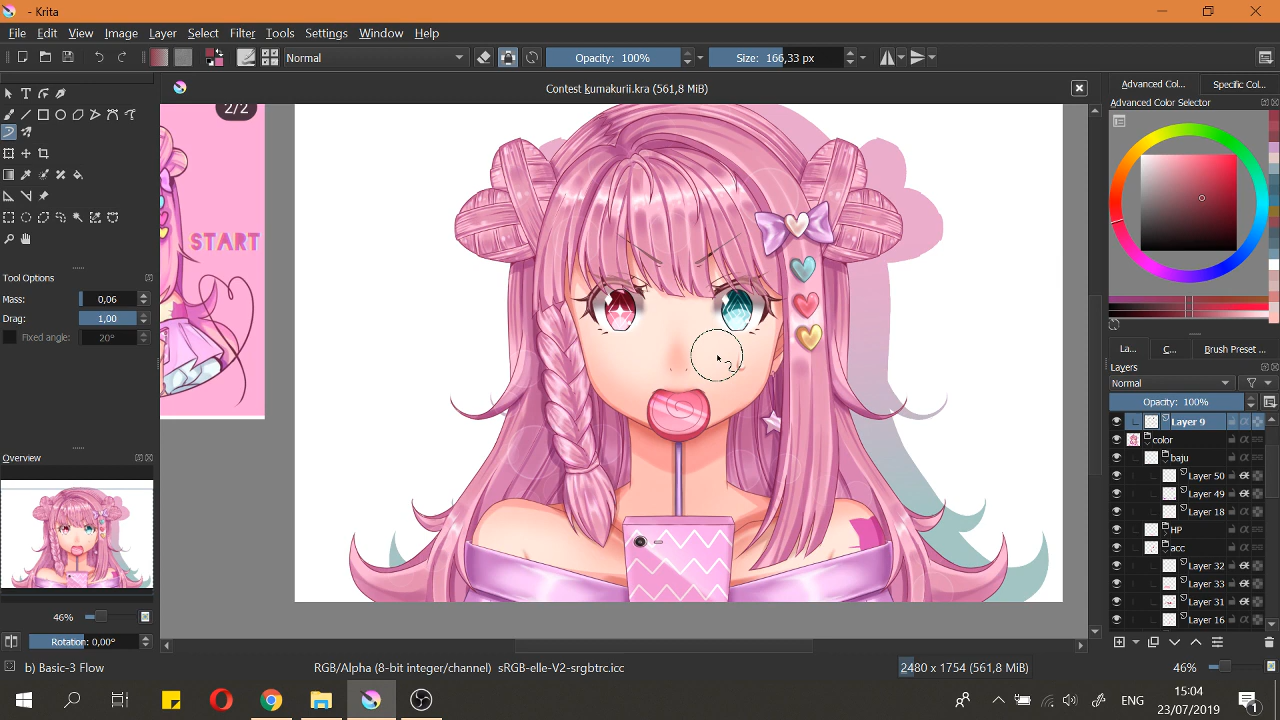 - Krita
File Edit View Image Layer Select Filter Tools Settings Window Help
Normal
Opacity: 100%
Size: 166,33 px
Contest kumakurii.kra (561,8 MiB)
Advanced Col... Specific Col...
Advanced Color Selector
2/2
START
Tool Options
Mass: 0,06
Drag: 1,00
Fixed angle: 20°
Overview
46%
Rotation: 0,00°
La... C... Brush Preset ...
Layers
Normal
Opacity: 100%
Layer 9
color
baju
Layer 50
Layer 49
Layer 18
HP
acc
Layer 32
Layer 33
Layer 31
Layer 16
b) Basic-3 Flow
RGB/Alpha (8-bit integer/channel) sRGB-elle-V2-srgbtrc.icc
2480 x 1754 (561,8 MiB)
46%
ENG
15:04
23/07/2019
1